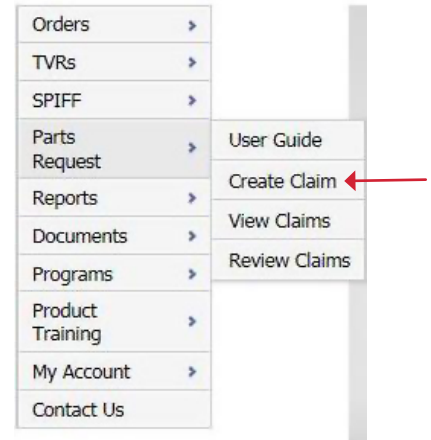 Orders
TVRs
SPIFF
Parts
Request
Reports
Documents
Programs
Product
Training
My Account
Contact Us
User Guide
Create Claim
View Claims
Review Claims